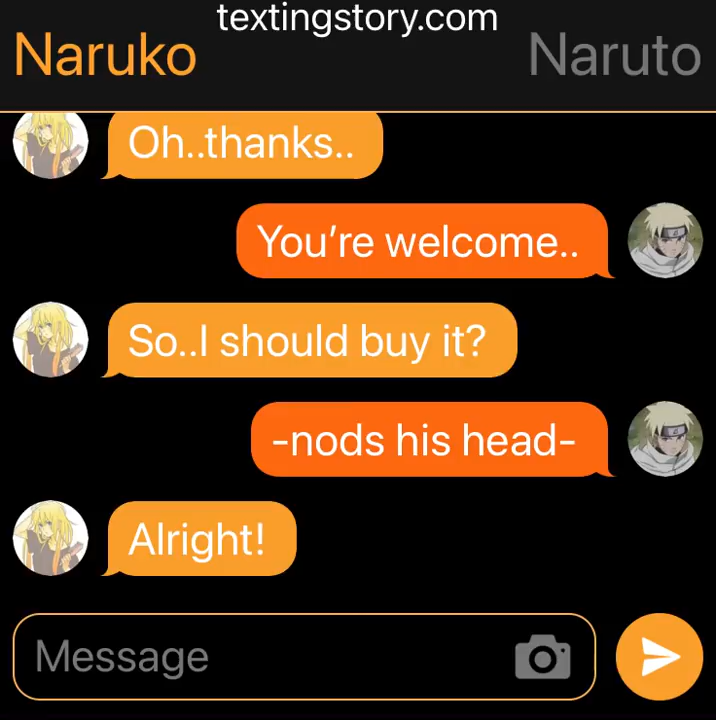 textingstory.com
Naruko
Naruto
Oh..thanks..
You’re welcome..
So..I should buy it?
-nods his head-
Alright!
Message